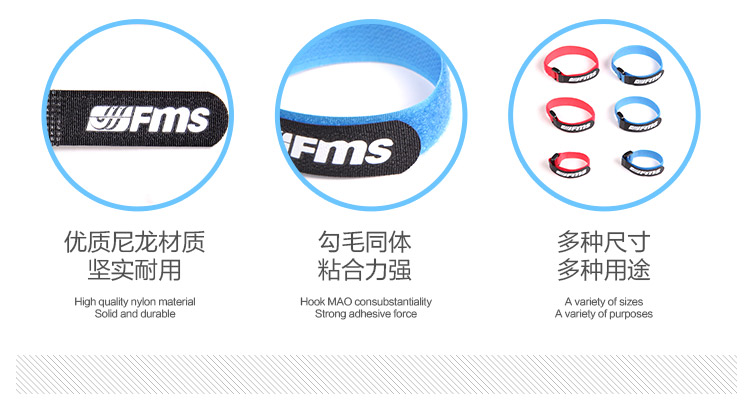 FMS
FMS
优质尼龙材质
坚实耐用
High quality nylon material
Solid and durable
勾毛同体
粘合力强
Hook MAO consubstantiality
Strong adhesive force
FMS
FMS
FMS
FMS
多种尺寸
多种用途
A variety of sizes
A variety of purposes